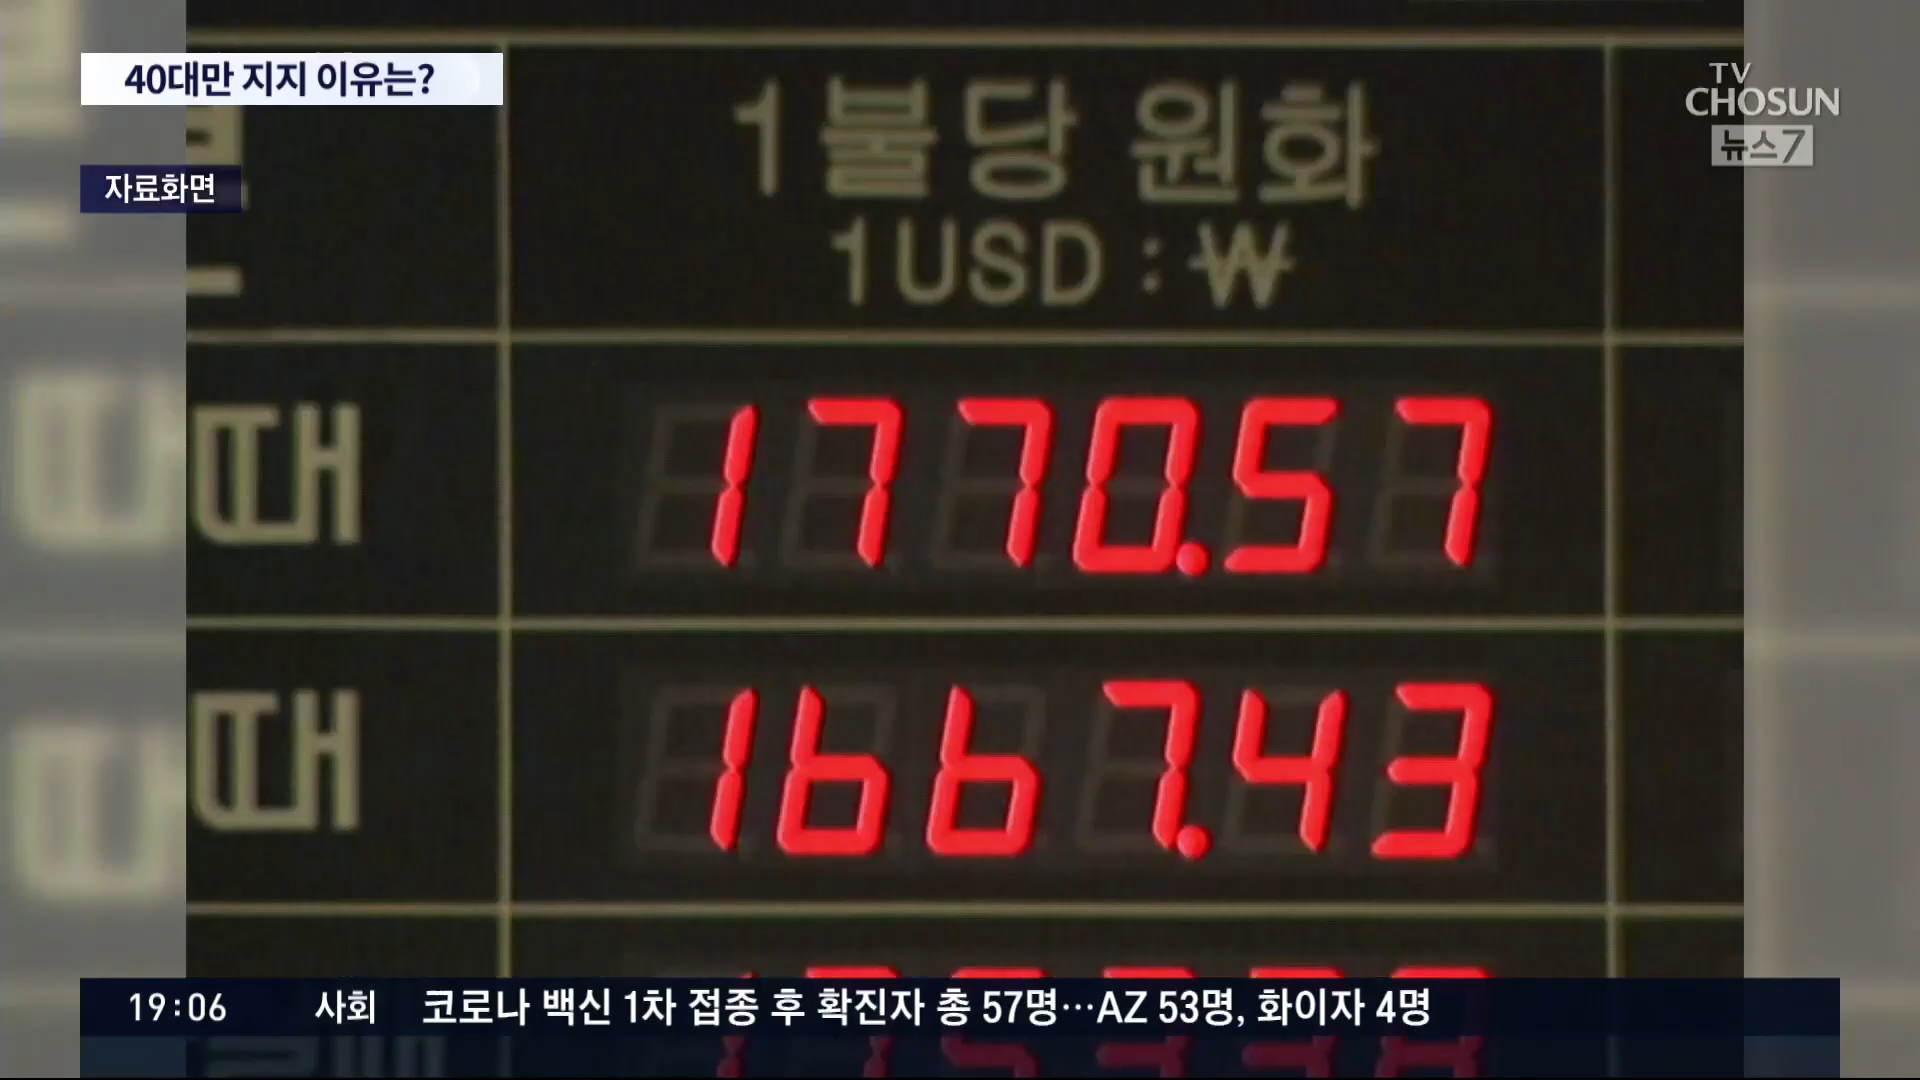 40대만 지지 이유는?
TV
CHOSUN
뉴스7
자료화면
1불당 원화
1USD : ₩
때
1770.57
때
1667.43
19:06 사회 코로나 백신 1차 접종 후 확진자 총 57명…AZ 53명, 화이자 4명